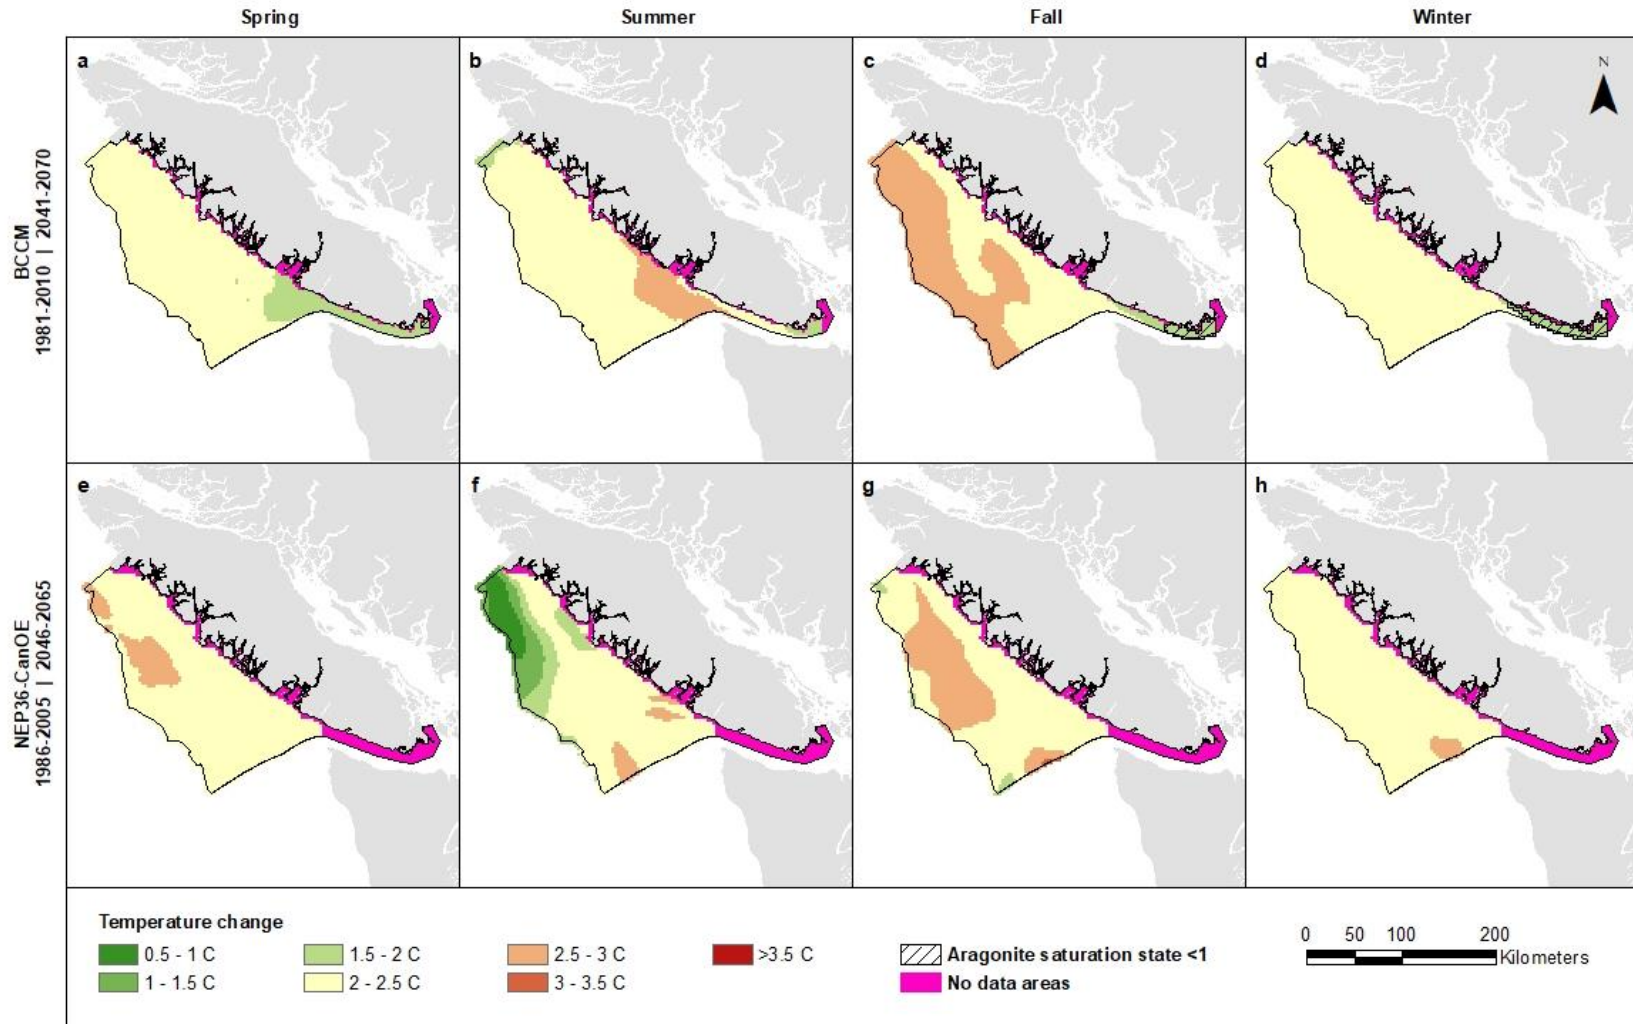 Spring Summer Fall Winter
a b c d
N
BCCM
1981-2010 | 2041-2070
e f g h
NEP36-CanOE
1986-2005 | 2046-2065
Temperature change
0.5 - 1 C 1.5 - 2 C 2.5 - 3 C >3.5 C Aragonite saturation state <1
1 - 1.5 C 2 - 2.5 C 3 - 3.5 C No data areas
0 50 100 200
Kilometers